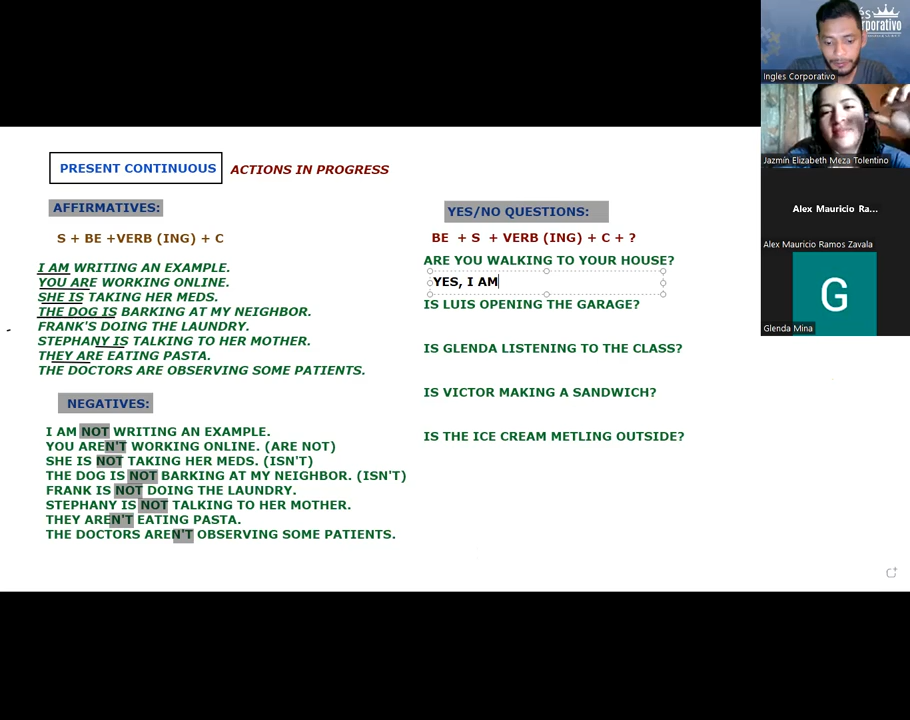 és
rporativo
Ingles Corporativo
Jazmín Elizabeth Meza Tolentino
Alex Mauricio Ra...
Alex Mauricio Ramos Zavala
G
Glenda Mina
PRESENT CONTINUOUS
ACTIONS IN PROGRESS
AFFIRMATIVES:
S + BE +VERB (ING) + C
I AM WRITING AN EXAMPLE.
YOU ARE WORKING ONLINE.
SHE IS TAKING HER MEDS.
THE DOG IS BARKING AT MY NEIGHBOR.
FRANK'S DOING THE LAUNDRY.
STEPHANY IS TALKING TO HER MOTHER.
THEY ARE EATING PASTA.
THE DOCTORS ARE OBSERVING SOME PATIENTS.
NEGATIVES:
I AM NOT WRITING AN EXAMPLE.
YOU AREN'T WORKING ONLINE. (ARE NOT)
SHE IS NOT TAKING HER MEDS. (ISN'T)
THE DOG IS NOT BARKING AT MY NEIGHBOR. (ISN'T)
FRANK IS NOT DOING THE LAUNDRY.
STEPHANY IS NOT TALKING TO HER MOTHER.
THEY AREN'T EATING PASTA.
THE DOCTORS AREN'T OBSERVING SOME PATIENTS.
YES/NO QUESTIONS:
BE + S + VERB (ING) + C + ?
ARE YOU WALKING TO YOUR HOUSE?
YES, I AM
IS LUIS OPENING THE GARAGE?
IS GLENDA LISTENING TO THE CLASS?
IS VICTOR MAKING A SANDWICH?
IS THE ICE CREAM METLING OUTSIDE?